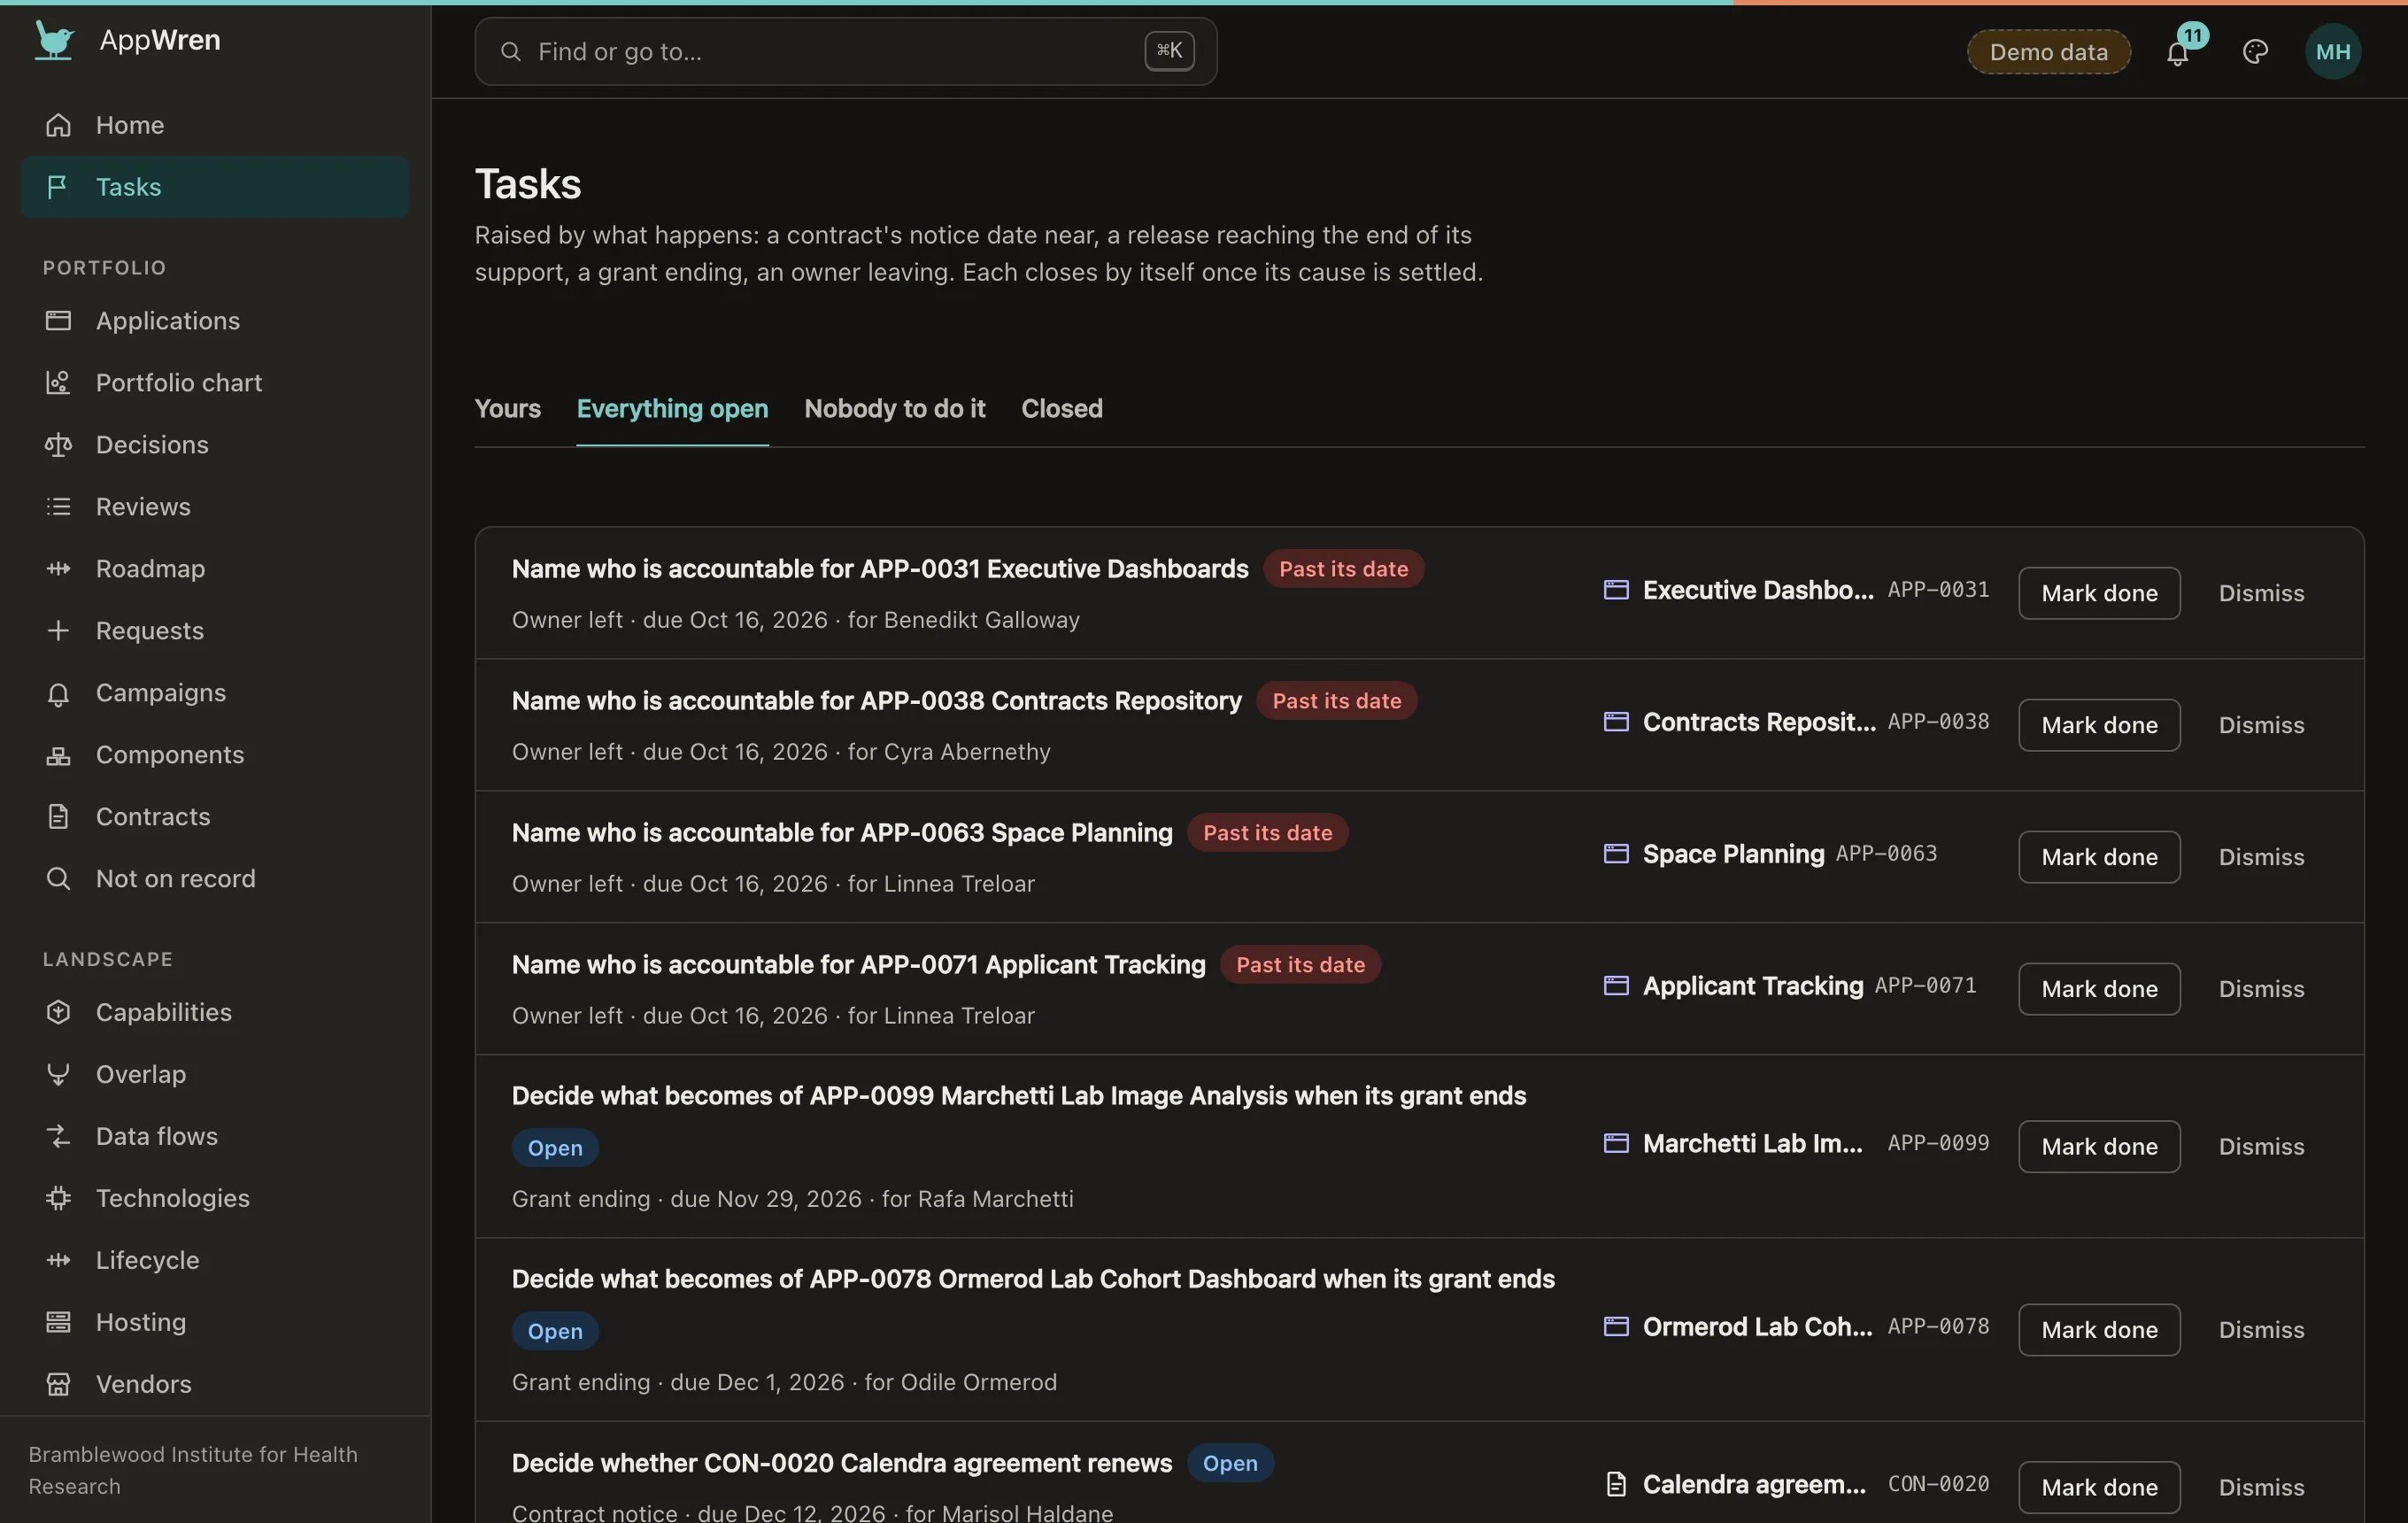 AppWren
Find or go to...
⌘K
Demo data
11
MH
Home
Tasks
PORTFOLIO
Applications
Portfolio chart
Decisions
Reviews
Roadmap
Requests
Campaigns
Components
Contracts
Not on record
LANDSCAPE
Capabilities
Overlap
Data flows
Technologies
Lifecycle
Hosting
Vendors
Bramblewood Institute for Health
Research
Tasks
Raised by what happens: a contract's notice date near, a release reaching the end of its
support, a grant ending, an owner leaving. Each closes by itself once its cause is settled.
Yours Everything open Nobody to do it Closed
Name who is accountable for APP-0031 Executive Dashboards Past its date
Owner left · due Oct 16, 2026 · for Benedikt Galloway
Executive Dashbo... APP-0031 Mark done Dismiss
Name who is accountable for APP-0038 Contracts Repository Past its date
Owner left · due Oct 16, 2026 · for Cyra Abernethy
Contracts Reposit... APP-0038 Mark done Dismiss
Name who is accountable for APP-0063 Space Planning Past its date
Owner left · due Oct 16, 2026 · for Linnea Treloar
Space Planning APP-0063 Mark done Dismiss
Name who is accountable for APP-0071 Applicant Tracking Past its date
Owner left · due Oct 16, 2026 · for Linnea Treloar
Applicant Tracking APP-0071 Mark done Dismiss
Decide what becomes of APP-0099 Marchetti Lab Image Analysis when its grant ends
Open
Grant ending · due Nov 29, 2026 · for Rafa Marchetti
Marchetti Lab Im... APP-0099 Mark done Dismiss
Decide what becomes of APP-0078 Ormerod Lab Cohort Dashboard when its grant ends
Open
Grant ending · due Dec 1, 2026 · for Odile Ormerod
Ormerod Lab Coh... APP-0078 Mark done Dismiss
Decide whether CON-0020 Calendra agreement renews Open
Contract notice · due Dec 12, 2026 · for Marisol Haldane
Calendra agreem... CON-0020 Mark done Dismiss